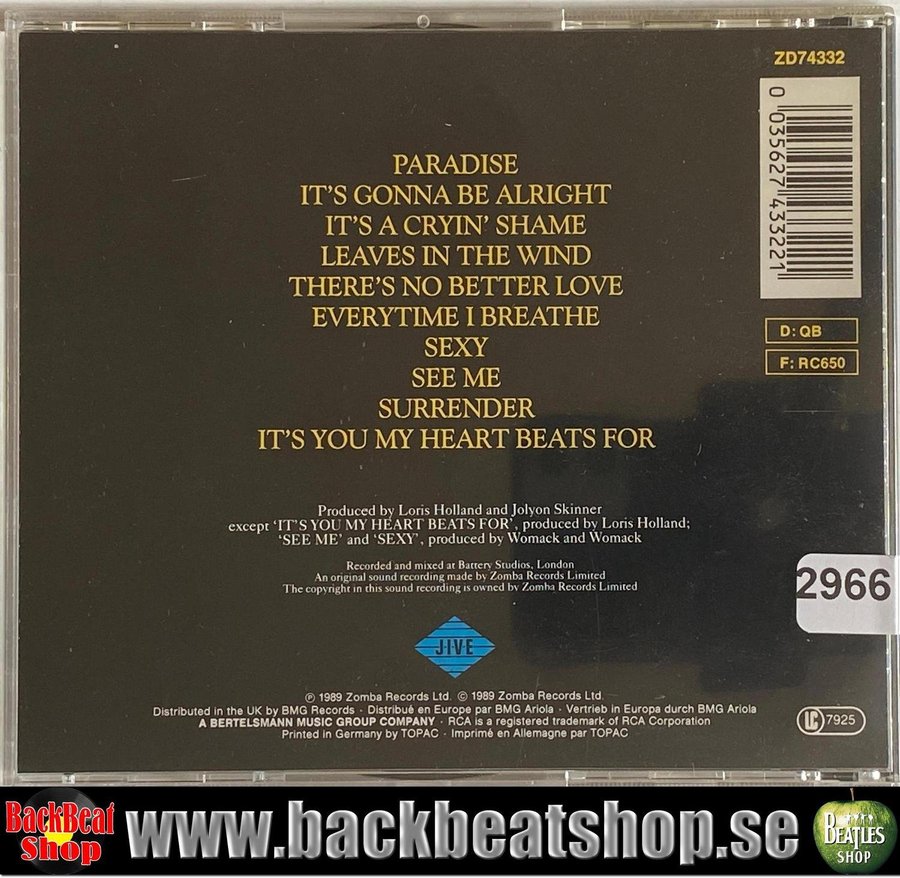 ZD74332
0 035627 433221
D: QB
F: RC650
PARADISE
IT'S GONNA BE ALRIGHT
IT'S A CRYIN' SHAME
LEAVES IN THE WIND
THERE'S NO BETTER LOVE
EVERYTIME I BREATHE
SEXY
SEE ME
SURRENDER
IT'S YOU MY HEART BEATS FOR
Produced by Loris Holland and Jolyon Skinner
except 'IT'S YOU MY HEART BEATS FOR', produced by Loris Holland;
'SEE ME' and 'SEXY', produced by Womack and Womack
Recorded and mixed at Battery Studios, London
An original sound recording made by Zomba Records Limited
The copyright in this sound recording is owned by Zomba Records Limited
2966
J·I·V·E
℗ 1989 Zomba Records Ltd. © 1989 Zomba Records Ltd.
Distributed in the UK by BMG Records · Distribué en Europe par BMG Ariola · Vertrieb in Europa durch BMG Ariola
A BERTELSMANN MUSIC GROUP COMPANY · RCA is a registered trademark of RCA Corporation
Printed in Germany by TOPAC · Imprimé en Allemagne par TOPAC
LC 7925
BackBeat
Shop
www.backbeatshop.se
BEATLES
SHOP